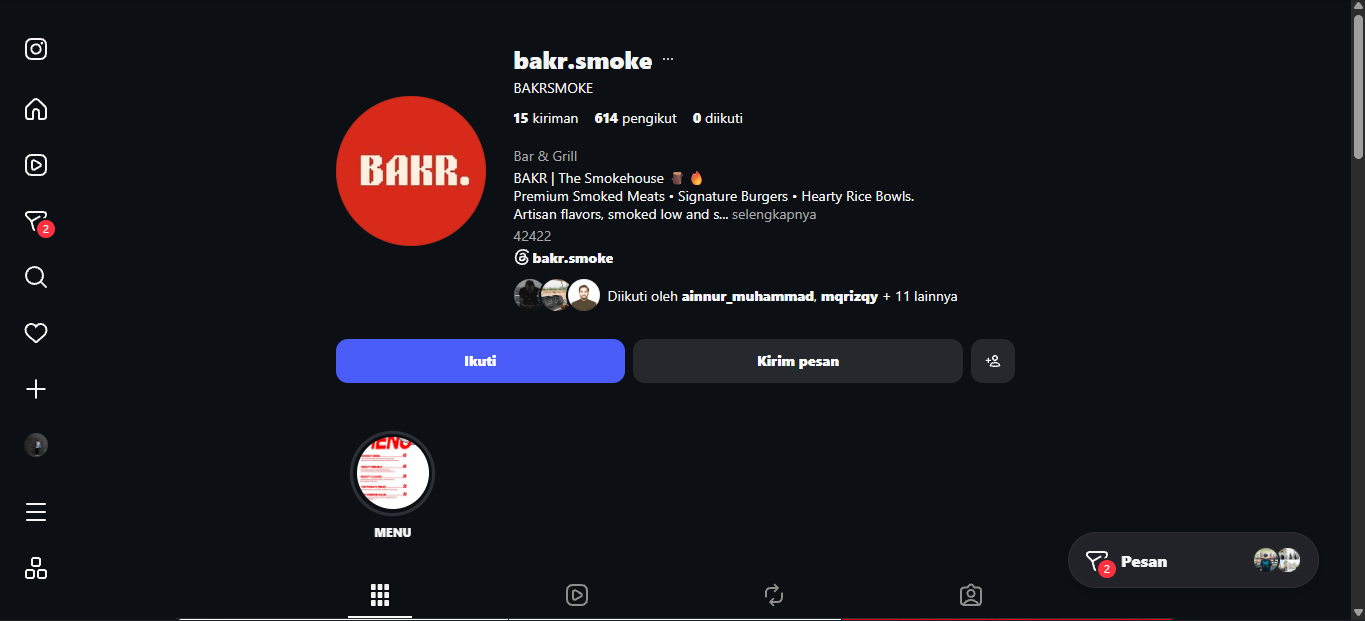 bakr.smoke ...
BAKRSMOKE
15 kiriman 614 pengikut 0 diikuti
BAKR.
Bar & Grill
BAKR | The Smokehouse 🪵 🔥
Premium Smoked Meats • Signature Burgers • Hearty Rice Bowls.
Artisan flavors, smoked low and s... selengkapnya
42422
bakr.smoke
Diikuti oleh ainnur_muhammad, mqrizqy + 11 lainnya
2
Ikuti
Kirim pesan
MENU
2
Pesan